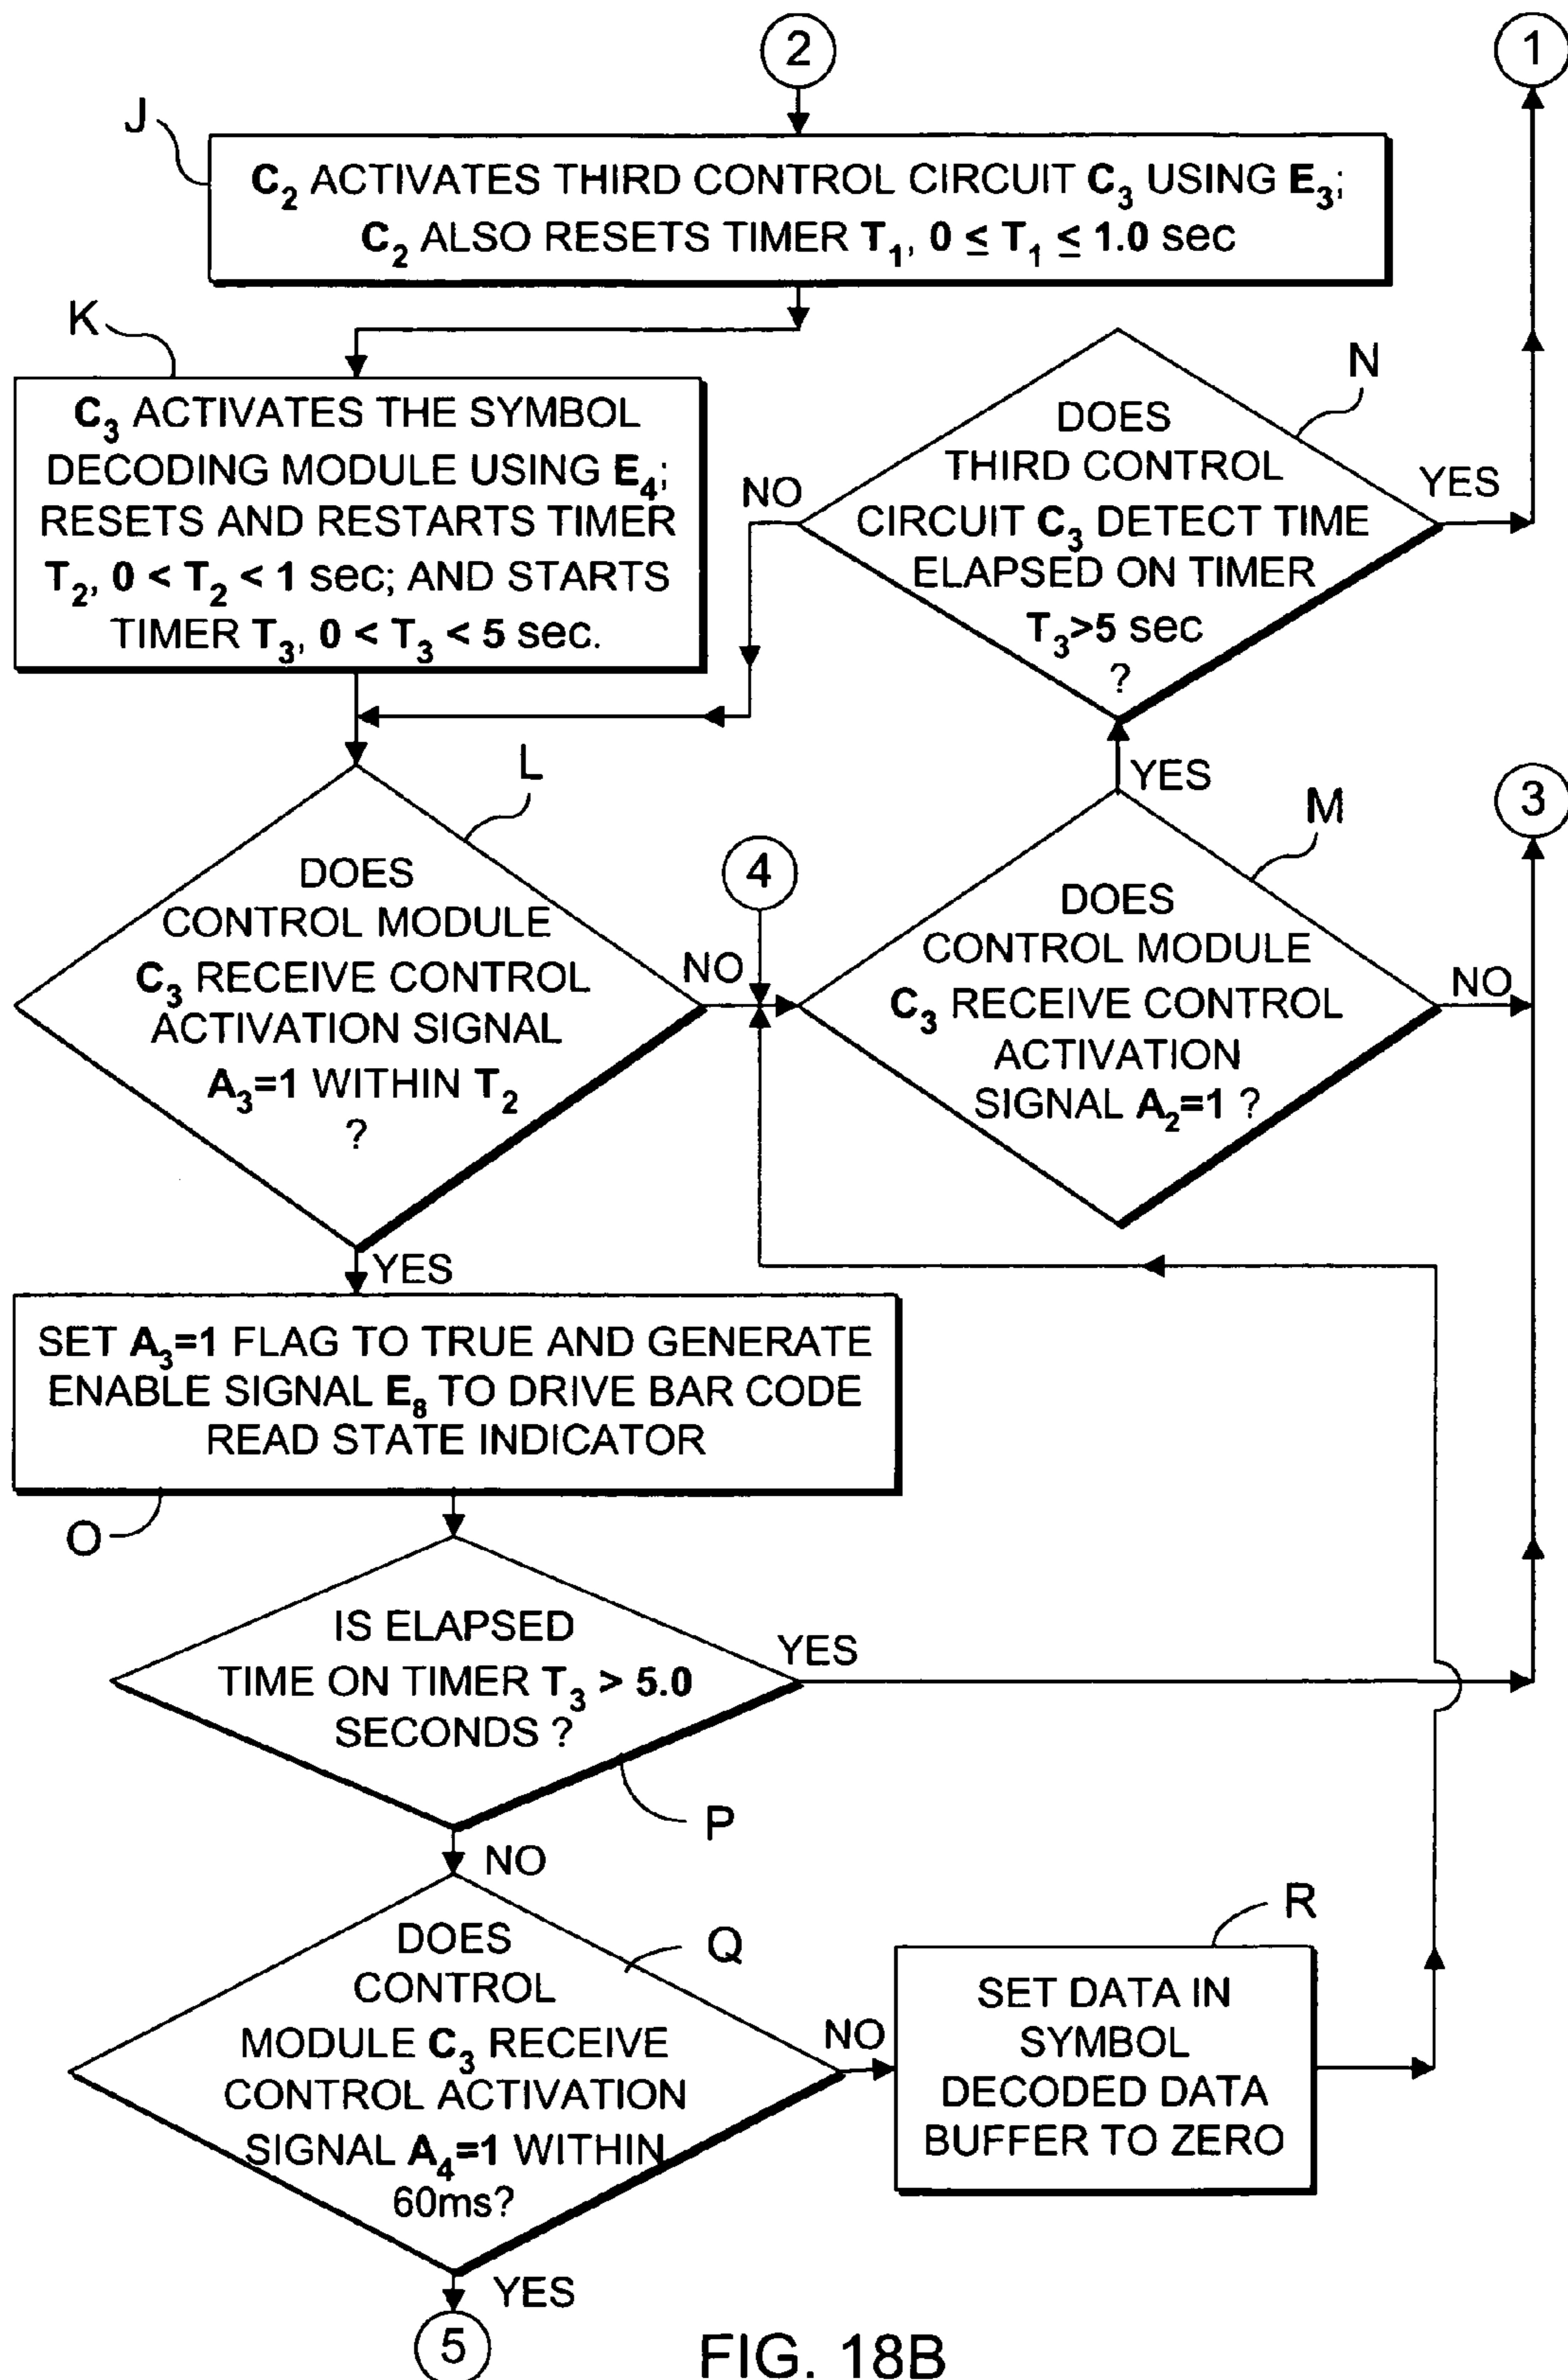 2
1
J
C2 ACTIVATES THIRD CONTROL CIRCUIT C3 USING E3;
C2 ALSO RESETS TIMER T1, 0 ≤ T1 ≤ 1.0 sec
K
C3 ACTIVATES THE SYMBOL
DECODING MODULE USING E4;
RESETS AND RESTARTS TIMER
T2, 0 < T2 < 1 sec; AND STARTS
TIMER T3, 0 < T3 < 5 sec.
N
DOES
THIRD CONTROL
CIRCUIT C3 DETECT TIME
ELAPSED ON TIMER
T3>5 sec
?
NO
YES
L
DOES
CONTROL MODULE
C3 RECEIVE CONTROL
ACTIVATION SIGNAL
A3=1 WITHIN T2
?
NO
YES
4
YES
M
3
DOES
CONTROL MODULE
C3 RECEIVE CONTROL
ACTIVATION
SIGNAL A2=1 ?
NO
SET A3=1 FLAG TO TRUE AND GENERATE
ENABLE SIGNAL E8 TO DRIVE BAR CODE
READ STATE INDICATOR
O
IS ELAPSED
TIME ON TIMER T3 > 5.0
SECONDS ?
YES
P
NO
DOES
CONTROL
MODULE C3 RECEIVE
CONTROL ACTIVATION
SIGNAL A4=1 WITHIN
60ms?
Q
NO
R
SET DATA IN
SYMBOL
DECODED DATA
BUFFER TO ZERO
YES
5
FIG. 18B